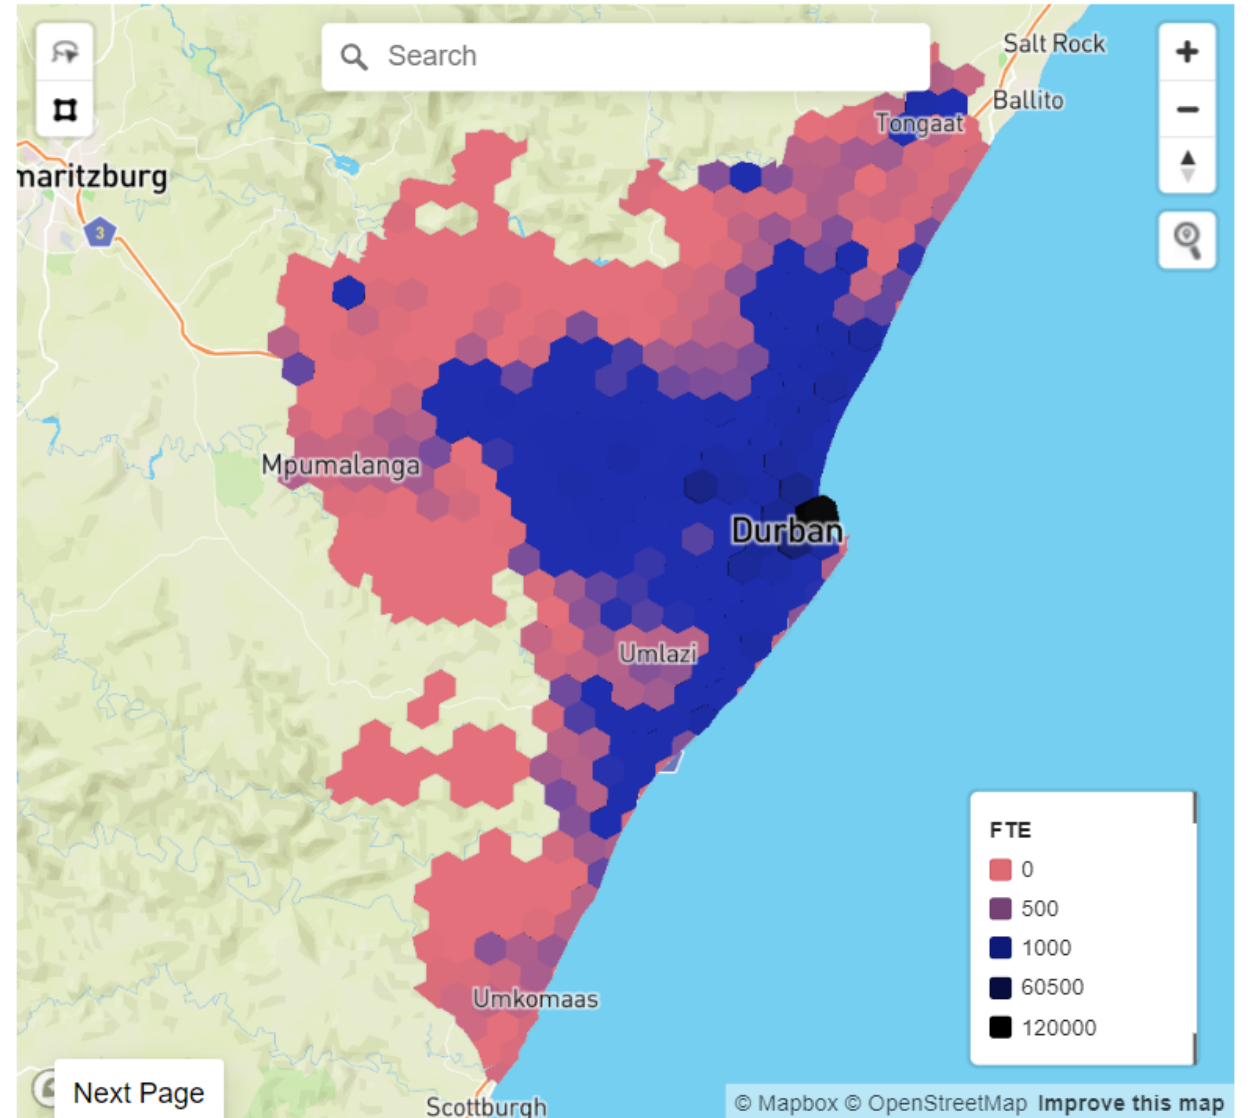 Search
Salt Rock
Ballito
Tongaat
maritzburg
3
Mpumalanga
Durban
Umlazi
FTE
0
500
1000
60500
120000
Umkomaas
Next Page
Scottburgh
© Mapbox © OpenStreetMap Improve this map